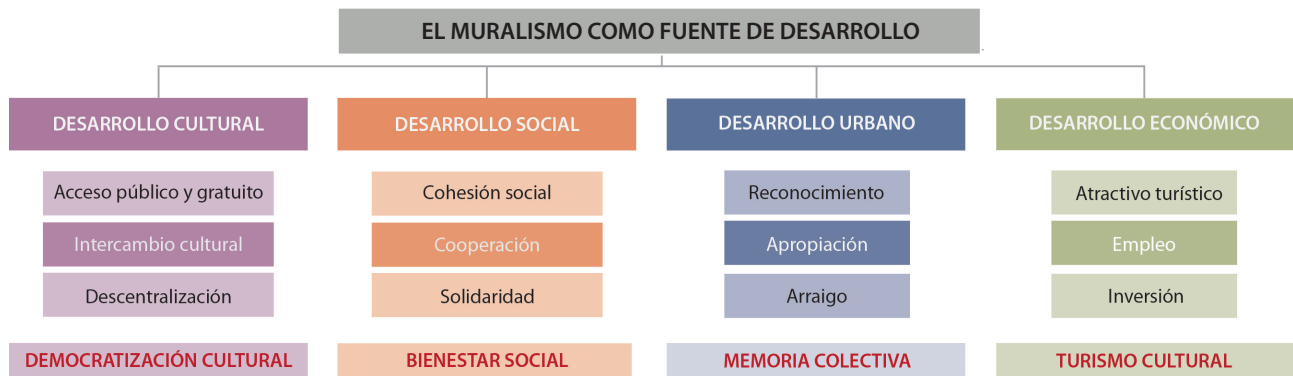 EL MURALISMO COMO FUENTE DE DESARROLLO
DESARROLLO CULTURAL
Acceso público y gratuito
Intercambio cultural
Descentralización
DEMOCRATIZACIÓN CULTURAL
DESARROLLO SOCIAL
Cohesión social
Cooperación
Solidaridad
BIENESTAR SOCIAL
DESARROLLO URBANO
Reconocimiento
Apropiación
Arraigo
MEMORIA COLECTIVA
DESARROLLO ECONÓMICO
Atractivo turístico
Empleo
Inversión
TURISMO CULTURAL